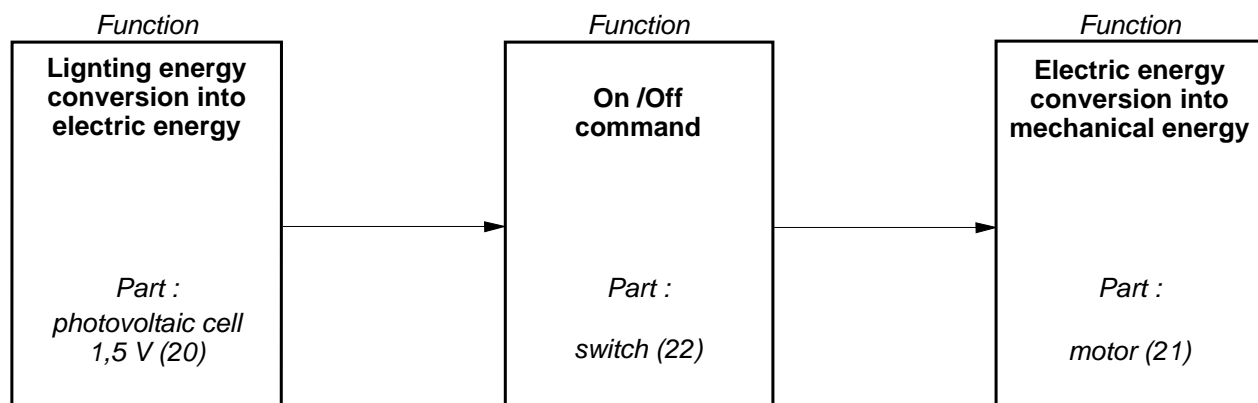 Function
Lignting energy
conversion into
electric energy
Part :
photovoltaic cell
1,5 V (20)
Function
On /Off
command
Part :
switch (22)
Function
Electric energy
conversion into
mechanical energy
Part :
motor (21)